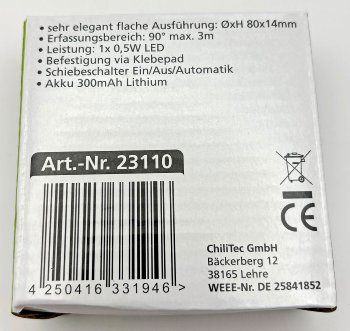 • sehr elegant flache Ausführung: ØxH 80x14mm
• Erfassungsbereich: 90° max. 3m
• Leistung: 1x 0,5W LED
• Befestigung via Klebepad
• Schiebeschalter Ein/Aus/Automatik
• Akku 300mAh Lithium
Art.-Nr. 23110
CE
4 250416 331946 >
ChiliTec GmbH
Bäckerberg 12
38165 Lehre
WEEE-Nr. DE 25841852